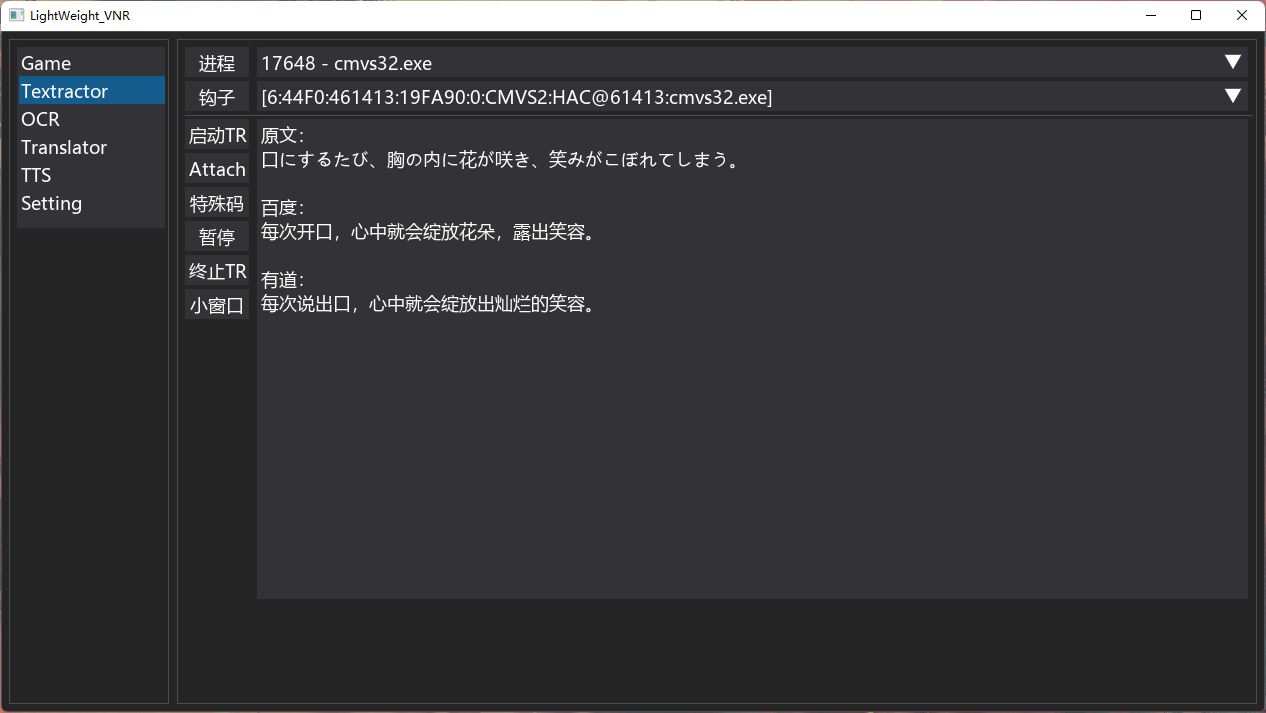 LightWeight_VNR
Game
Textractor
OCR
Translator
TTS
Setting
进程
17648 - cmvs32.exe
钩子
[6:44F0:461413:19FA90:0:CMVS2:HAC@61413:cmvs32.exe]
启动TR
Attach
特殊码
暂停
终止TR
小窗口
原文：
口にするたび、胸の内に花が咲き、笑みがこぼれてしまう。
百度：
每次开口，心中就会绽放花朵，露出笑容。
有道：
每次说出口，心中就会绽放出灿烂的笑容。